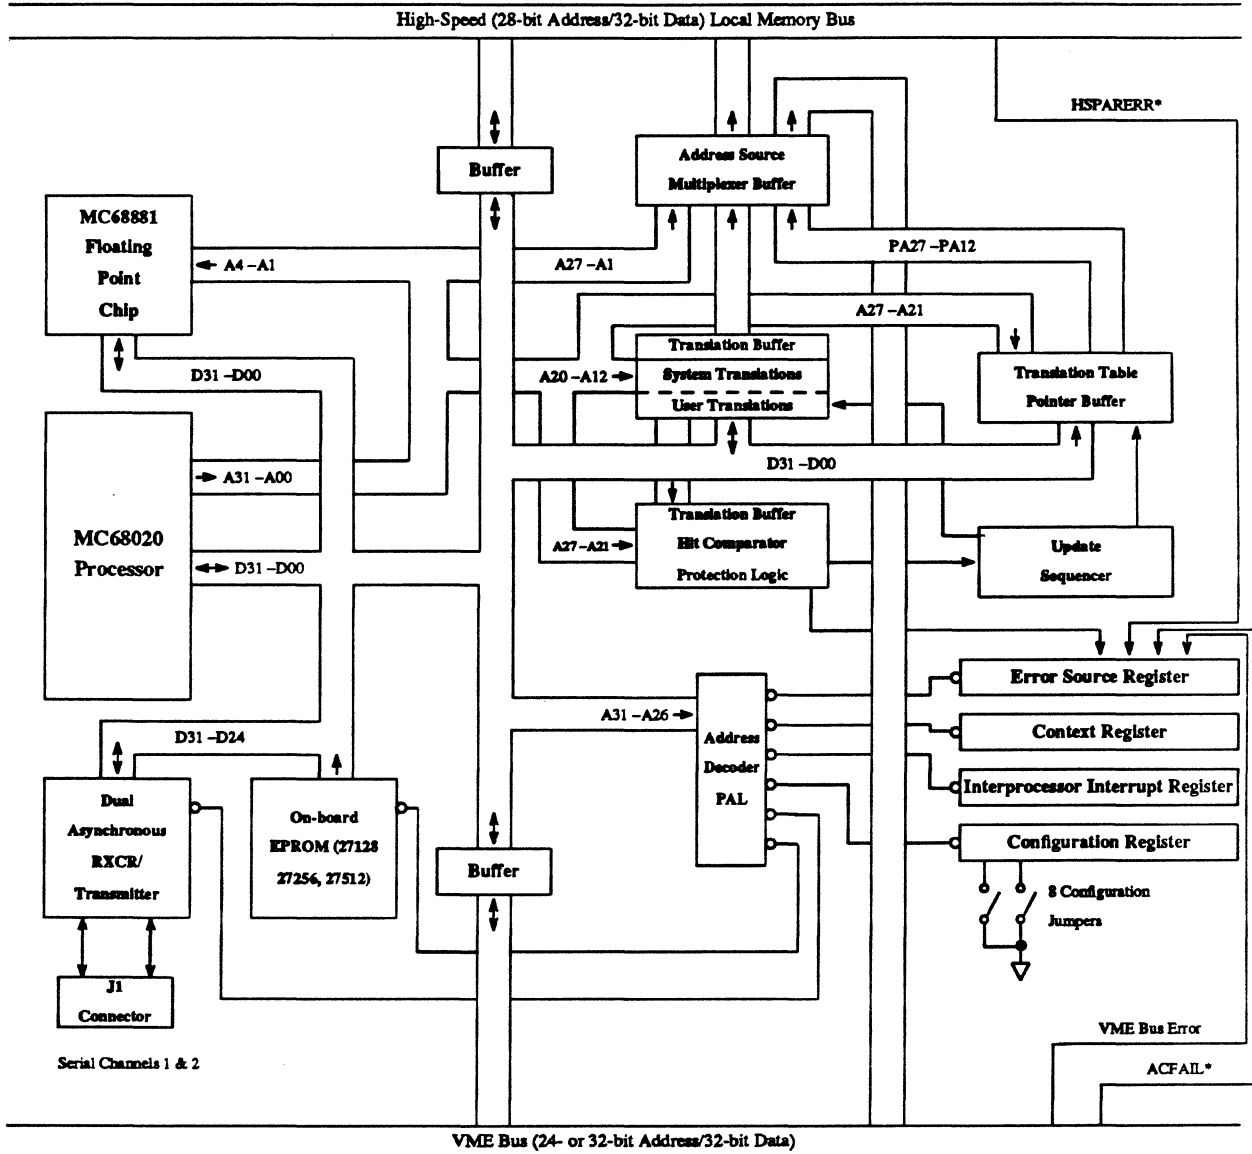 High-Speed (28-bit Address/32-bit Data) Local Memory Bus
HSPARERR*
Buffer
Address Source
Multiplexer Buffer
MC68881
Floating
Point
Chip
A4 –A1
A27 –A1
PA27 –PA12
A27 –A21
Translation Buffer
System Translations
User Translations
A20 –A12
Translation Table
Pointer Buffer
D31 –D00
MC68020
Processor
A31 –A00
D31 –D00
D31 –D00
Translation Buffer
Hit Comparator
Protection Logic
A27 –A21
Update
Sequencer
Error Source Register
Context Register
Interprocessor Interrupt Register
Configuration Register
A31 –A26
Address
Decoder
PAL
D31 –D24
Dual
Asynchronous
RXCR/
Transmitter
On-board
EPROM (27128
27256, 27512)
Buffer
8 Configuration
Jumpers
J1
Connector
Serial Channels 1 & 2
VME Bus Error
ACFAIL*
VME Bus (24- or 32-bit Address/32-bit Data)